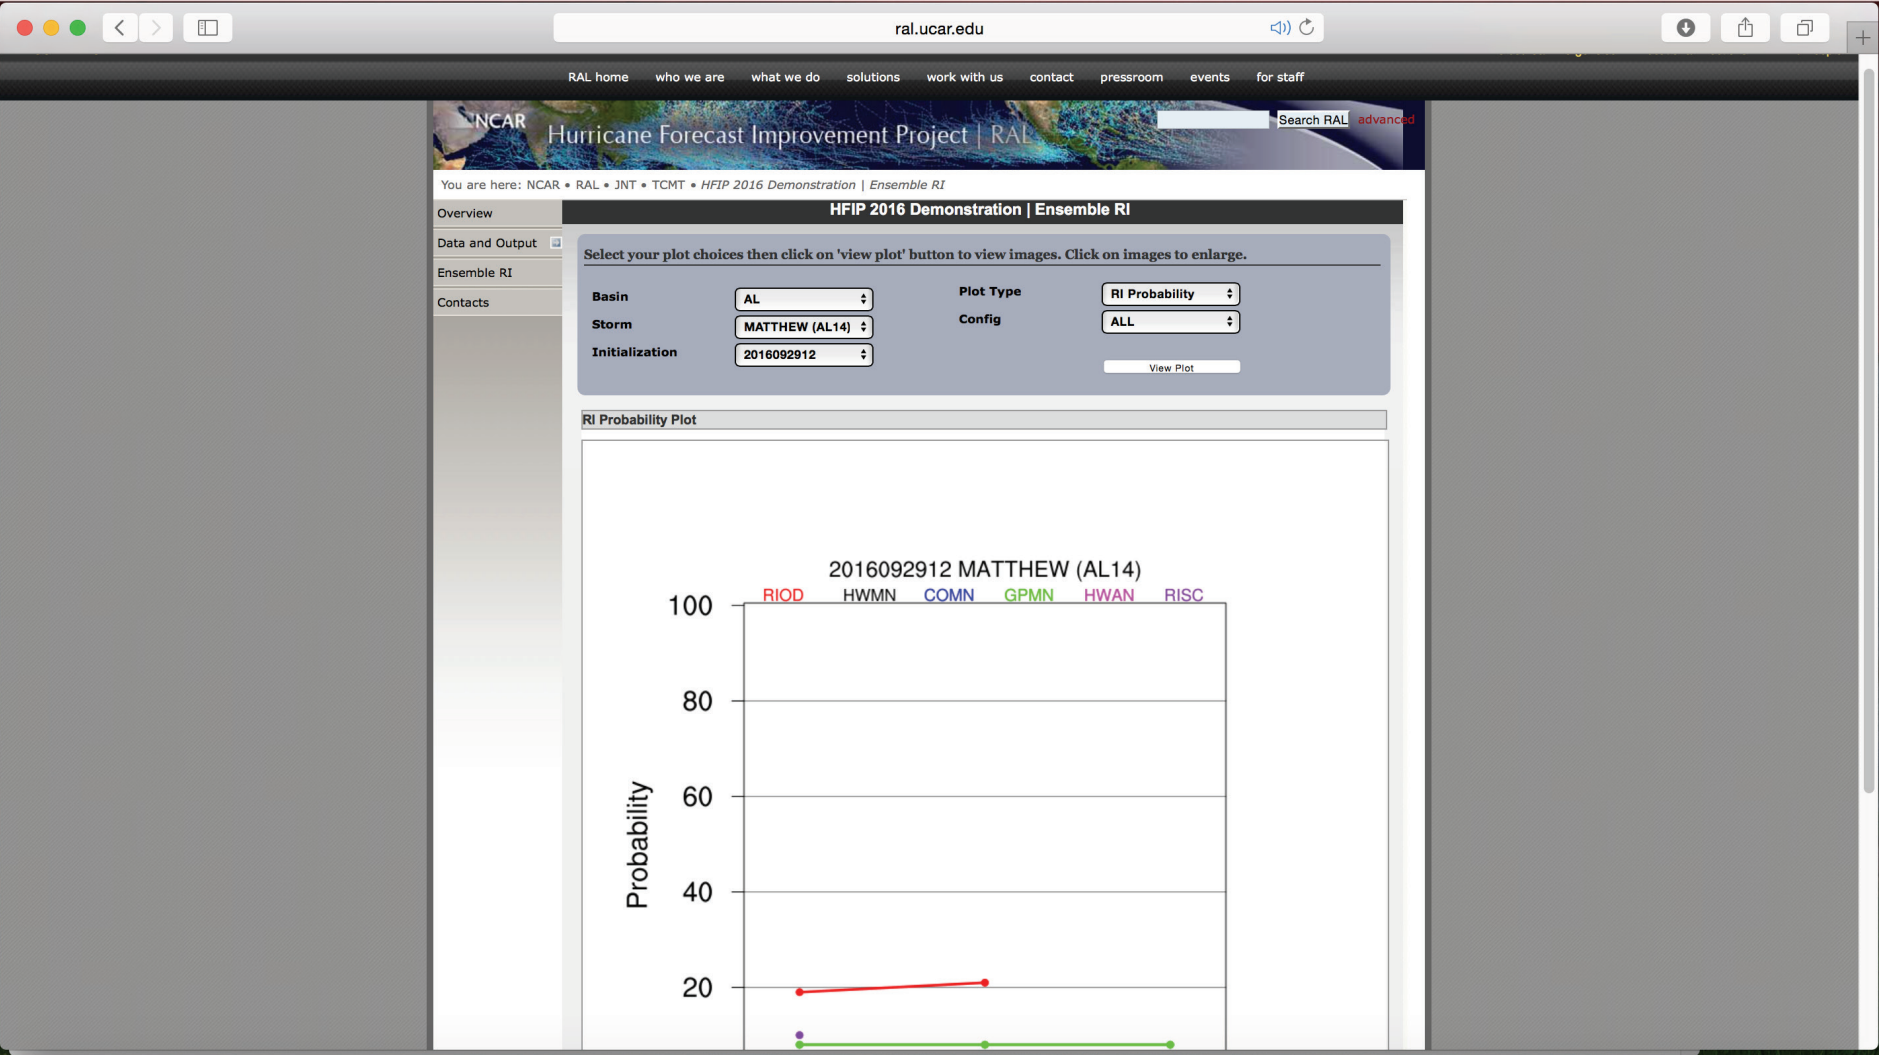 ral.ucar.edu
RAL home who we are what we do solutions work with us contact pressroom events for staff
NCAR
Hurricane Forecast Improvement Project | RAL
Search RAL advanced
You are here: NCAR • RAL • JNT • TCMT • HFIP 2016 Demonstration | Ensemble RI
Overview
Data and Output
Ensemble RI
Contacts
HFIP 2016 Demonstration | Ensemble RI
Select your plot choices then click on 'view plot' button to view images. Click on images to enlarge.
Basin AL
Storm MATTHEW (AL14)
Initialization 2016092912
Plot Type RI Probability
Config ALL
View Plot
RI Probability Plot
2016092912 MATTHEW (AL14)
RIOD HWMN COMN GPMN HWAN RISC
100
80
60
40
20
Probability